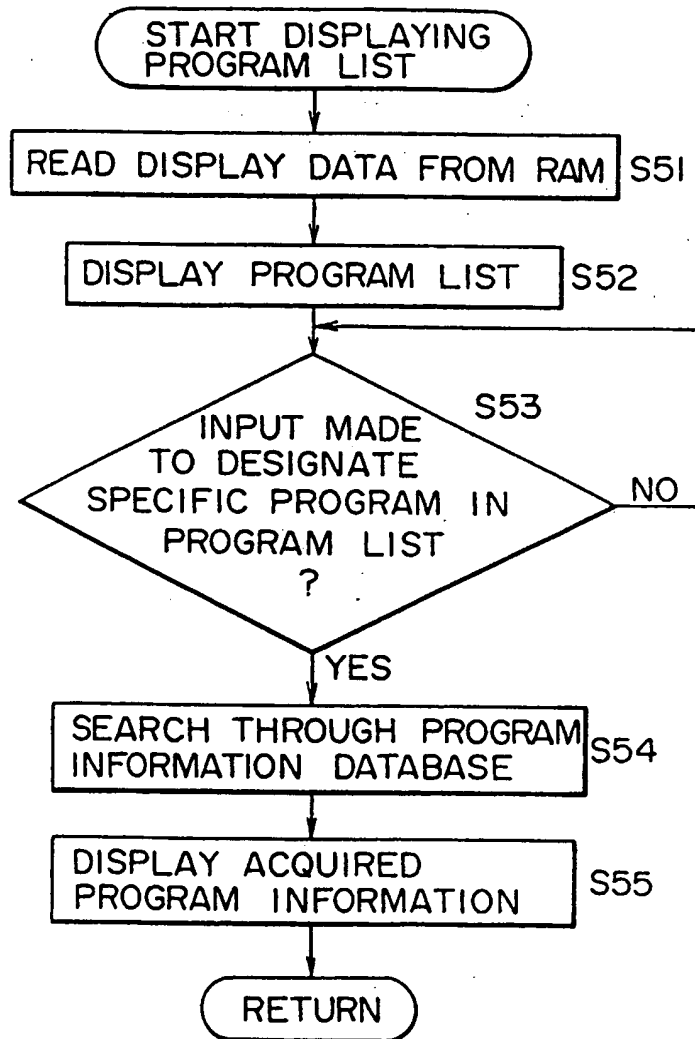 START DISPLAYING
PROGRAM LIST
READ DISPLAY DATA FROM RAM
S51
DISPLAY PROGRAM LIST
S52
S53
INPUT MADE
TO DESIGNATE
SPECIFIC PROGRAM IN
PROGRAM LIST
?
NO
YES
SEARCH THROUGH PROGRAM
INFORMATION DATABASE
S54
DISPLAY ACQUIRED
PROGRAM INFORMATION
S55
RETURN